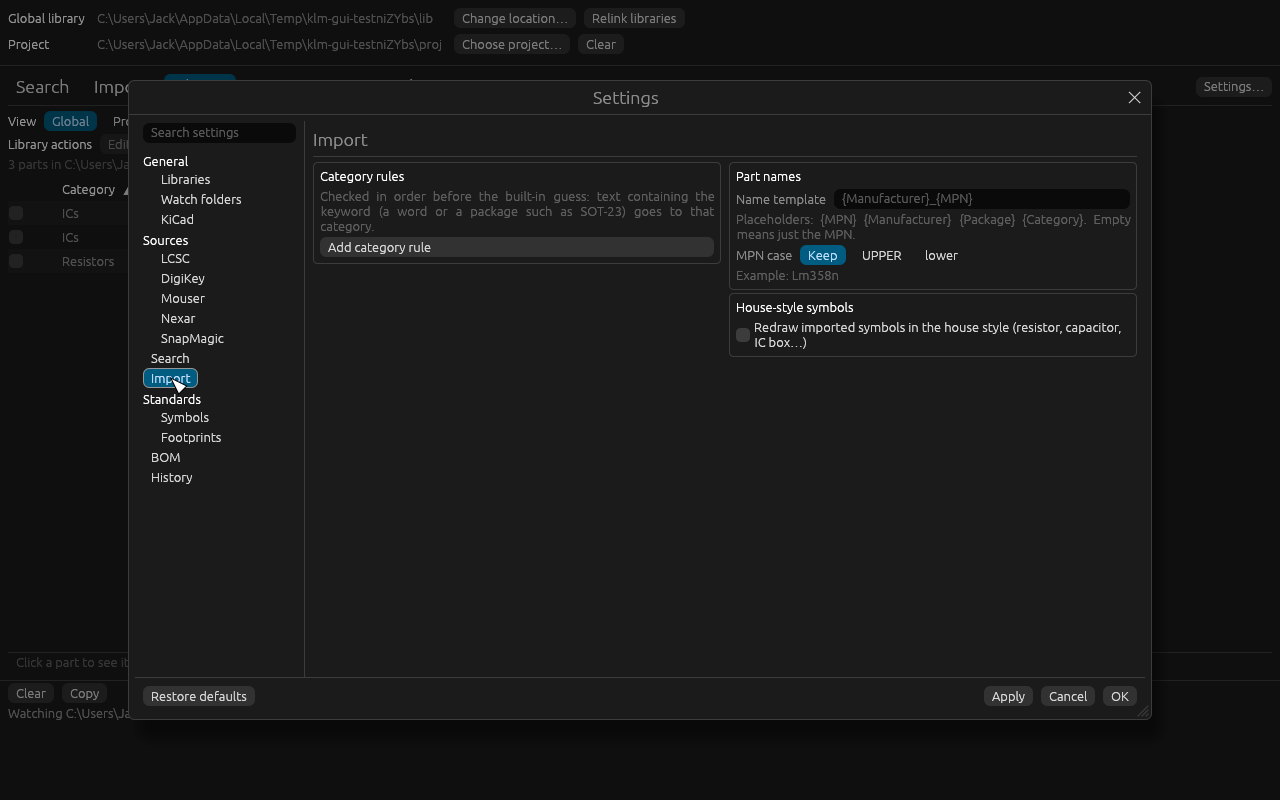 Global library C:\Users\Jack\AppData\Local\Temp\klm-gui-testniZYbs\lib Change location... Relink libraries
Project C:\Users\Jack\AppData\Local\Temp\klm-gui-testniZYbs\proj Choose project... Clear
Search Settings...
Settings
View Global
Library actions
3 parts in C:\Users\Ja
Category
ICs
ICs
Resistors
Search settings
General
Libraries
Watch folders
KiCad
Sources
LCSC
DigiKey
Mouser
Nexar
SnapMagic
Search
Import
Standards
Symbols
Footprints
BOM
History
Import
Category rules
Checked in order before the built-in guess: text containing the
keyword (a word or a package such as SOT-23) goes to that
category.
Add category rule
Part names
Name template {Manufacturer}_{MPN}
Placeholders: {MPN} {Manufacturer} {Package} {Category}. Empty
means just the MPN.
MPN case Keep UPPER lower
Example: Lm358n
House-style symbols
Redraw imported symbols in the house style (resistor, capacitor,
IC box...)
Click a part to see it
Restore defaults Apply Cancel OK
Clear Copy
Watching C:\Users\Ja